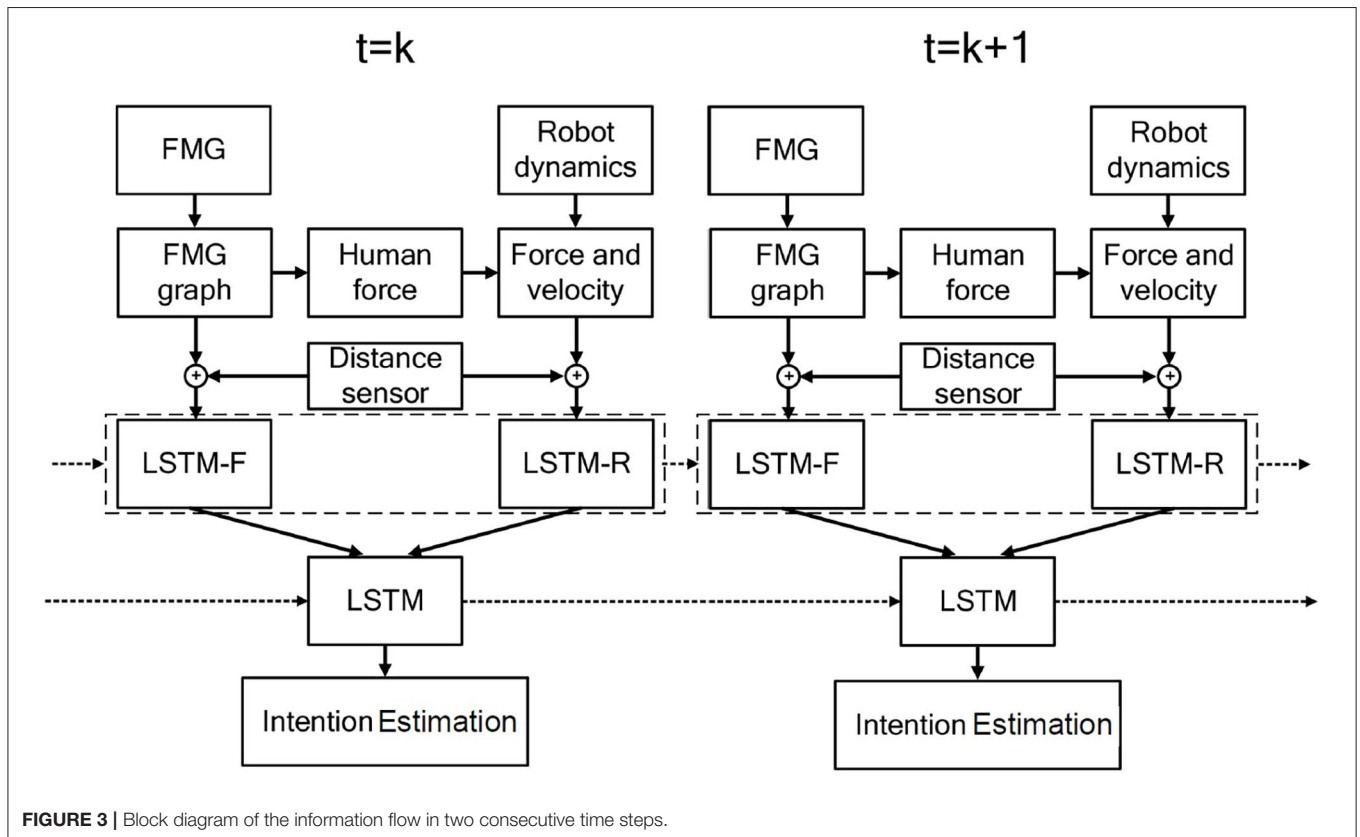 t=k
t=k+1
FMG
Robot
dynamics
FMG
Robot
dynamics
FMG
graph
Human
force
Force and
velocity
FMG
graph
Human
force
Force and
velocity
Distance
sensor
Distance
sensor
+
+
+
+
LSTM-F
LSTM-R
LSTM-F
LSTM-R
LSTM
LSTM
Intention Estimation
Intention Estimation
FIGURE 3 | Block diagram of the information flow in two consecutive time steps.